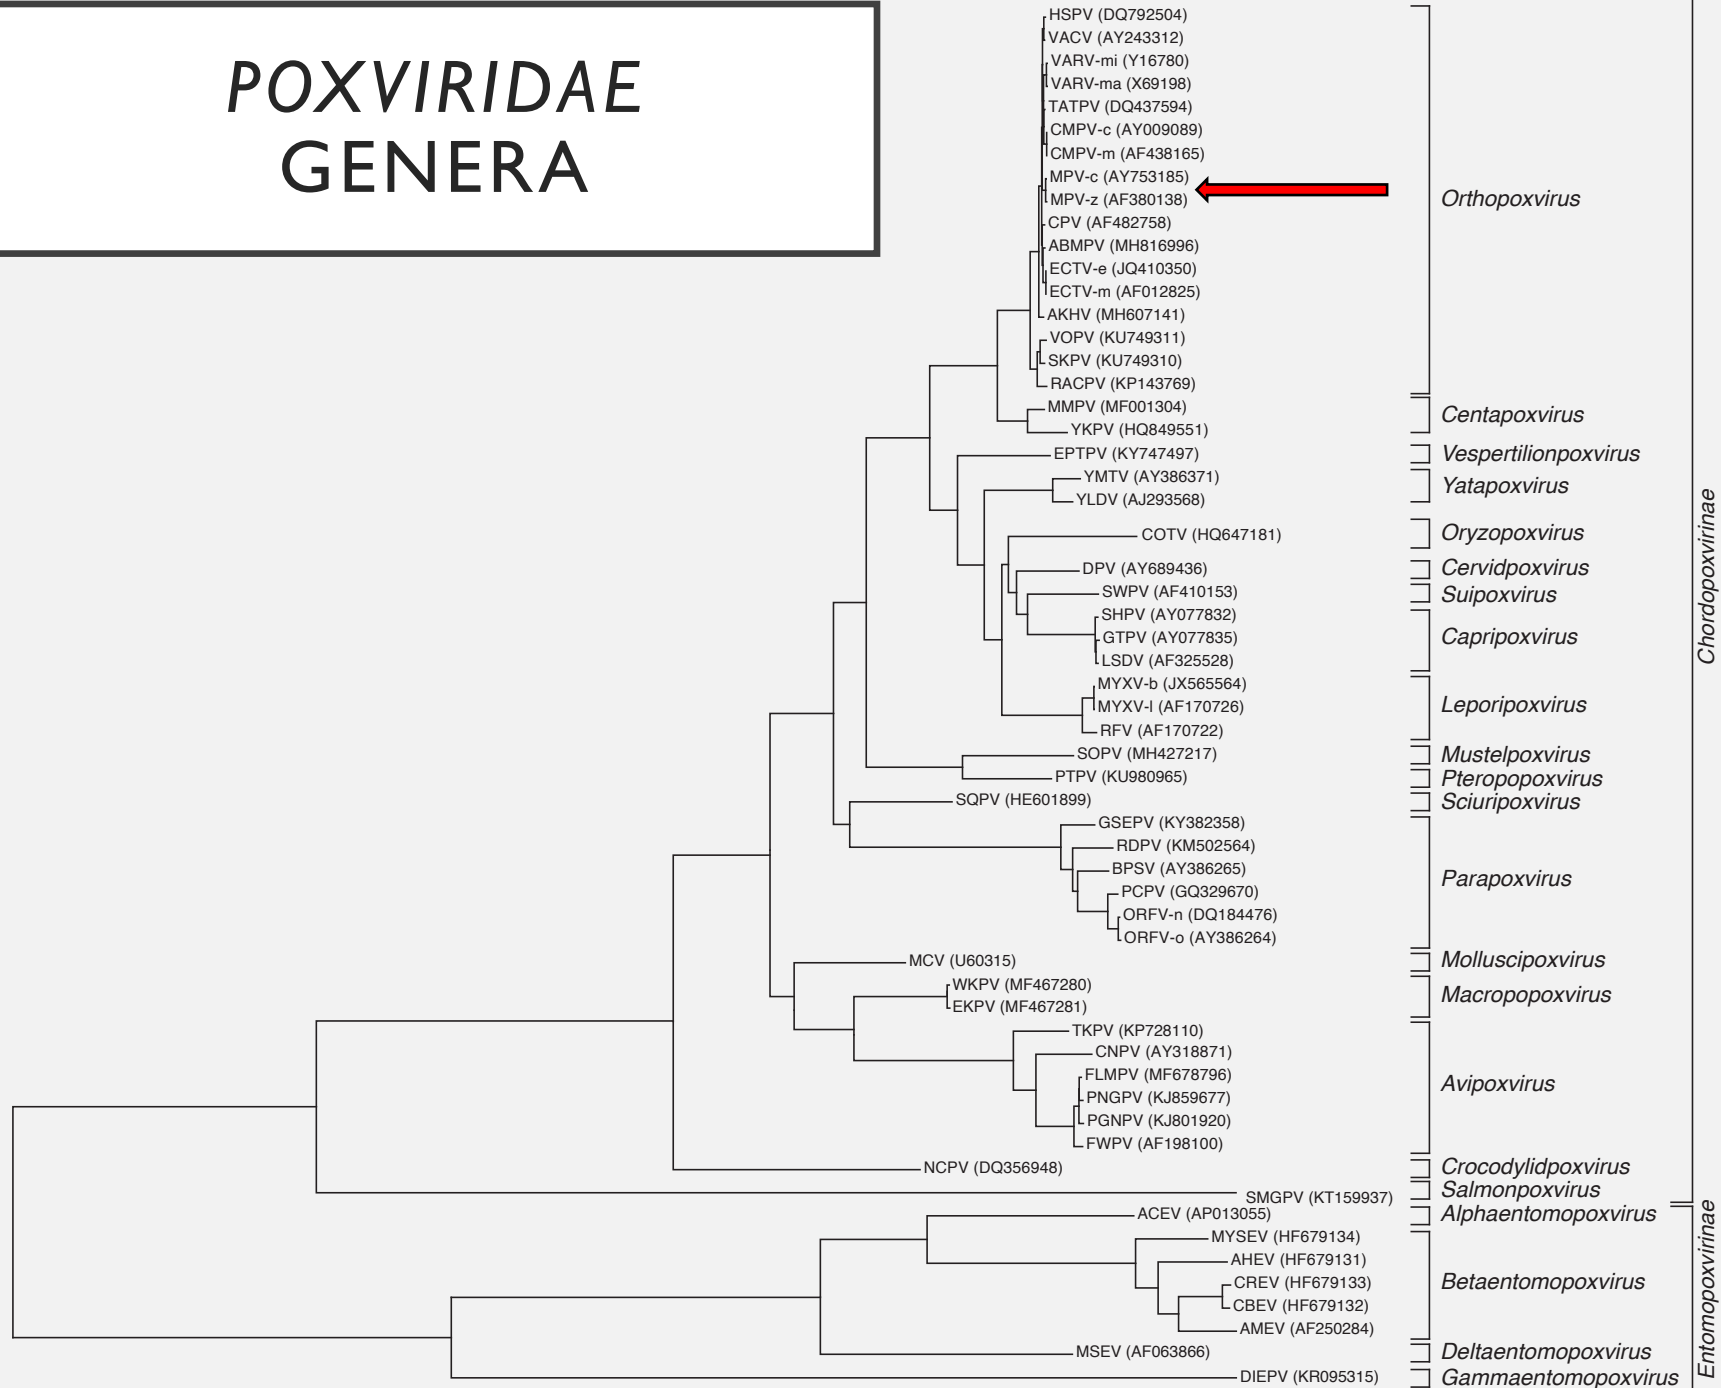 POXVIRIDAE
GENERA
HSPV (DQ792504)
VACV (AY243312)
VARV-mi (Y16780)
VARV-ma (X69198)
TATPV (DQ437594)
CMPV-c (AY009089)
CMPV-m (AF438165)
MPV-c (AY753185)
MPV-z (AF380138)
CPV (AF482758)
ABMPV (MH816996)
ECTV-e (JQ410350)
ECTV-m (AF012825)
AKHV (MH607141)
VOPV (KU749311)
SKPV (KU749310)
RACPV (KP143769)
Orthopoxvirus
MMPV (MF001304)
YKPV (HQ849551)
Centapoxvirus
EPTPV (KY747497)
Vespertilionpoxvirus
YMTV (AY386371)
YLDV (AJ293568)
Yatapoxvirus
COTV (HQ647181)
Oryzopoxvirus
DPV (AY689436)
Cervidpoxvirus
SWPV (AF410153)
Suipoxvirus
SHPV (AY077832)
GTPV (AY077835)
LSDV (AF325528)
Capripoxvirus
MYXV-b (JX565564)
MYXV-l (AF170726)
RFV (AF170722)
Leporipoxvirus
SOPV (MH427217)
Mustelpoxvirus
PTPV (KU980965)
Pteropopoxvirus
SQPV (HE601899)
Sciuripoxvirus
GSEPV (KY382358)
RDPV (KM502564)
BPSV (AY386265)
PCPV (GQ329670)
ORFV-n (DQ184476)
ORFV-o (AY386264)
Parapoxvirus
MCV (U60315)
Molluscipoxvirus
WKPV (MF467280)
EKPV (MF467281)
Macropopoxvirus
TKPV (KP728110)
CNPV (AY318871)
FLMPV (MF678796)
PNGPV (KJ859677)
PGNPV (KJ801920)
FWPV (AF198100)
Avipoxvirus
NCPV (DQ356948)
Crocodylidpoxvirus
SMGPV (KT159937)
Salmonpoxvirus
Chordopoxvirinae
ACEV (AP013055)
Alphaentomopoxvirus
MYSEV (HF679134)
AHEV (HF679131)
CREV (HF679133)
CBEV (HF679132)
AMEV (AF250284)
Betaentomopoxvirus
MSEV (AF063866)
Deltaentomopoxvirus
DIEPV (KR095315)
Gammaentomopoxvirus
Entomopoxvirinae